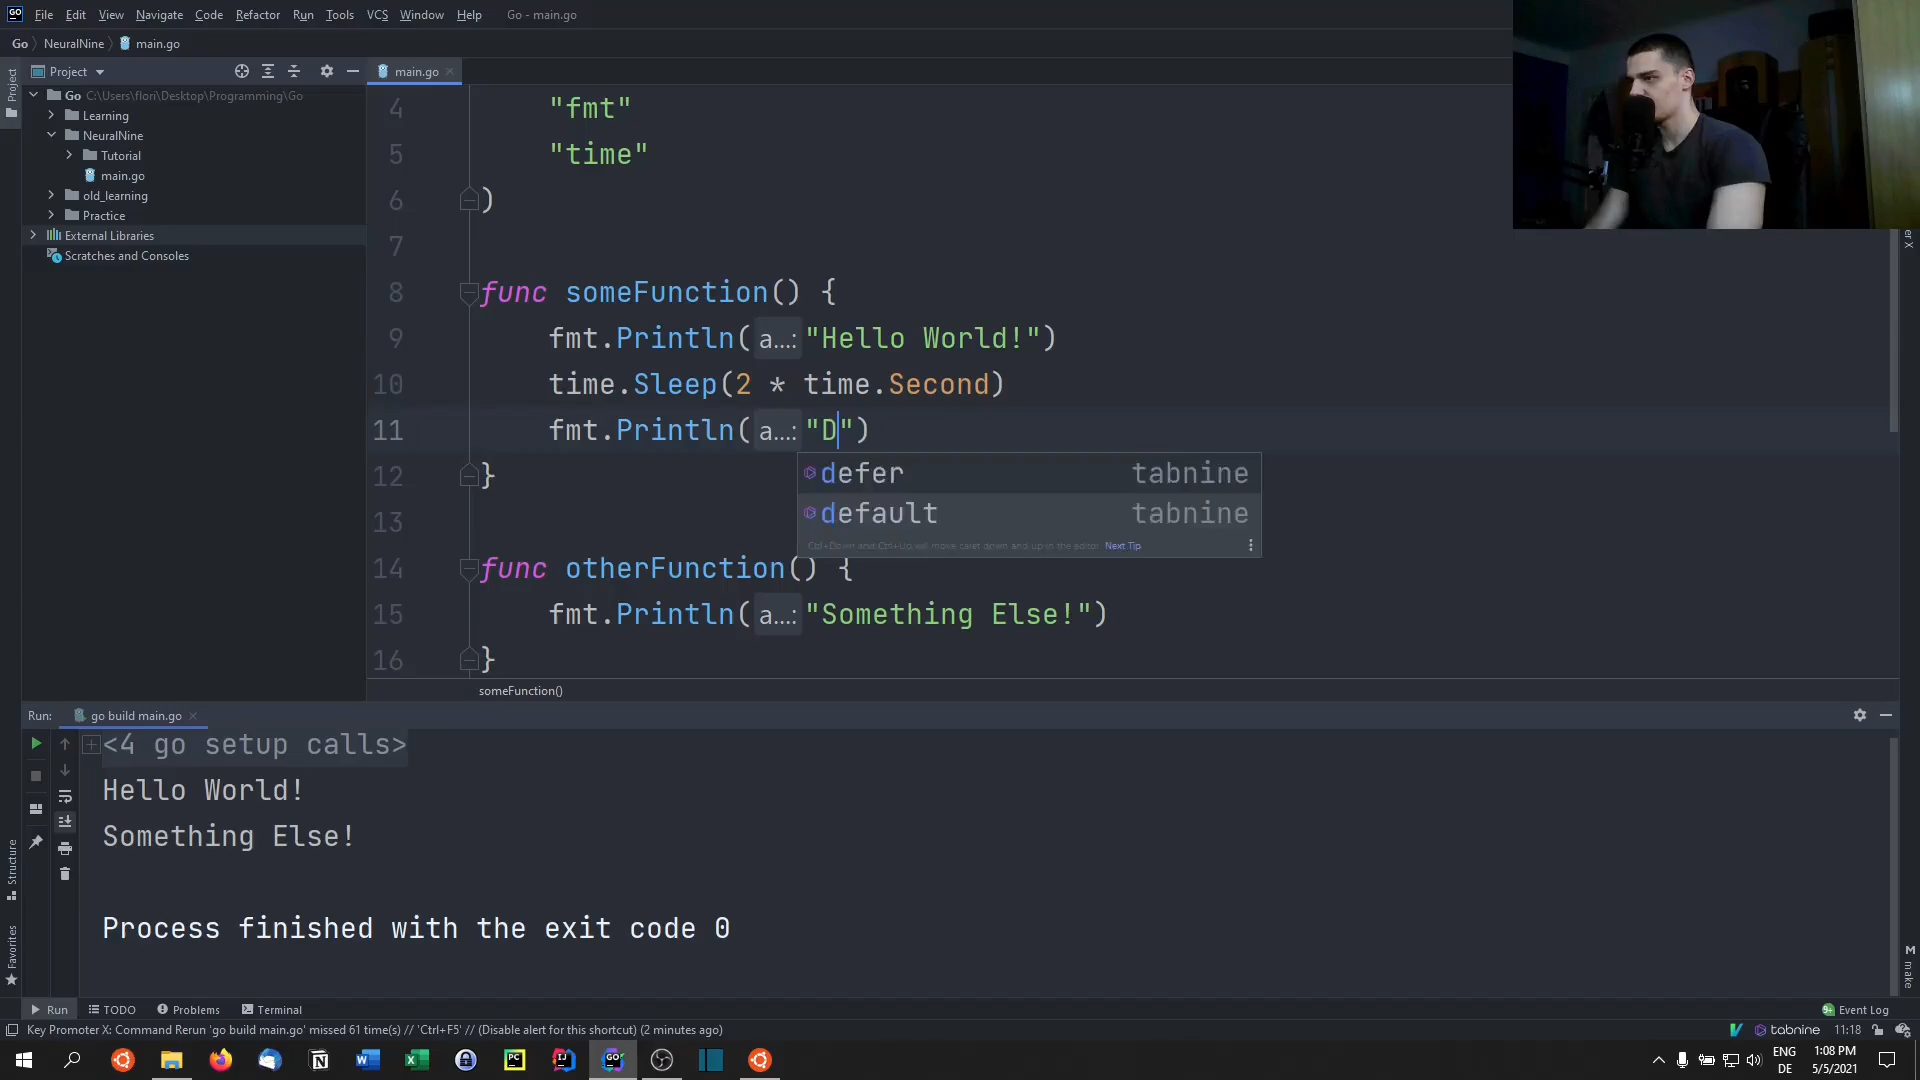 GO File Edit View Navigate Code Refactor Run Tools VCS Window Help Go - main.go
Go NeuralNine main.go
Project
main.go
Project
Go C:\Users\flori\Desktop\Programming\Go
Learning
NeuralNine
Tutorial
main.go
old_learning
Practice
External Libraries
Scratches and Consoles
4 "fmt"
5 "time"
6 )
7
8 func someFunction() {
9 fmt.Println( a...: "Hello World!")
10 time.Sleep(2 * time.Second)
11 fmt.Println( a...: "D")
12 }
13
14 func otherFunction() {
15 fmt.Println( a...: "Something Else!")
16 }
defer tabnine
default tabnine
Ctrl+Down and Ctrl+Up will move caret down and up in the editor Next Tip
someFunction()
Run: go build main.go
<4 go setup calls>
Hello World!
Something Else!
Process finished with the exit code 0
Structure
Favorites
make
Run TODO Problems Terminal Event Log
Key Promoter X: Command Rerun 'go build main.go' missed 61 time(s) // 'Ctrl+F5' // (Disable alert for this shortcut) (2 minutes ago)
tabnine 11:18
ENG 1:08 PM
DE 5/5/2021